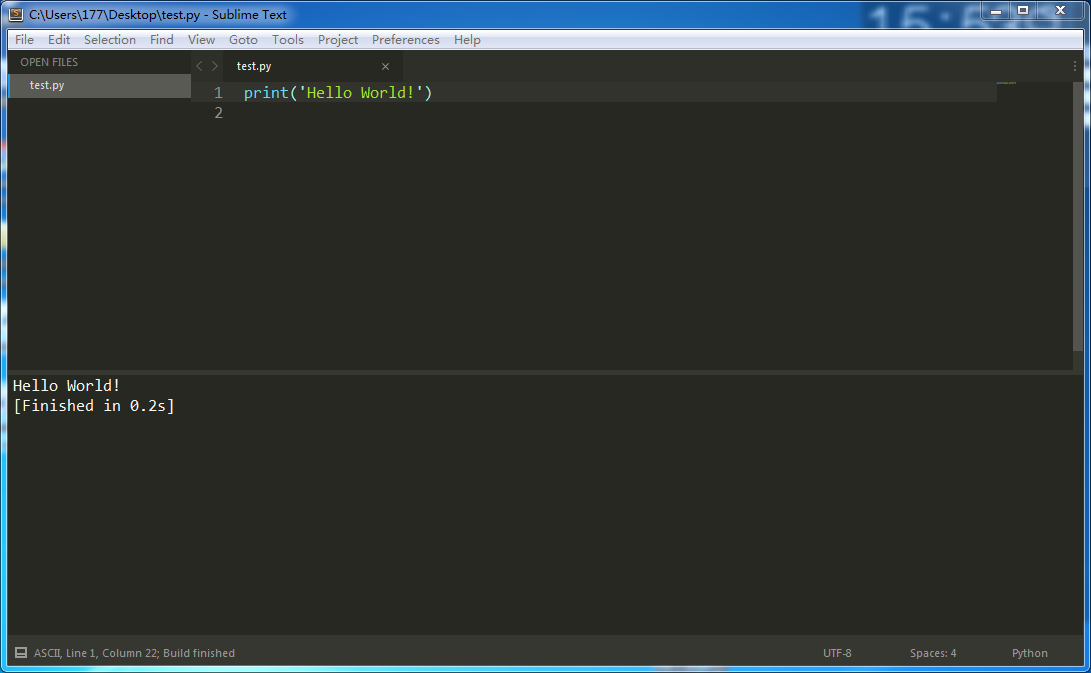 C:\Users\177\Desktop\test.py - Sublime Text
File Edit Selection Find View Goto Tools Project Preferences Help
OPEN FILES
test.py
test.py
1 print('Hello World!')
2
Hello World!
[Finished in 0.2s]
ASCII, Line 1, Column 22; Build finished UTF-8 Spaces: 4 Python